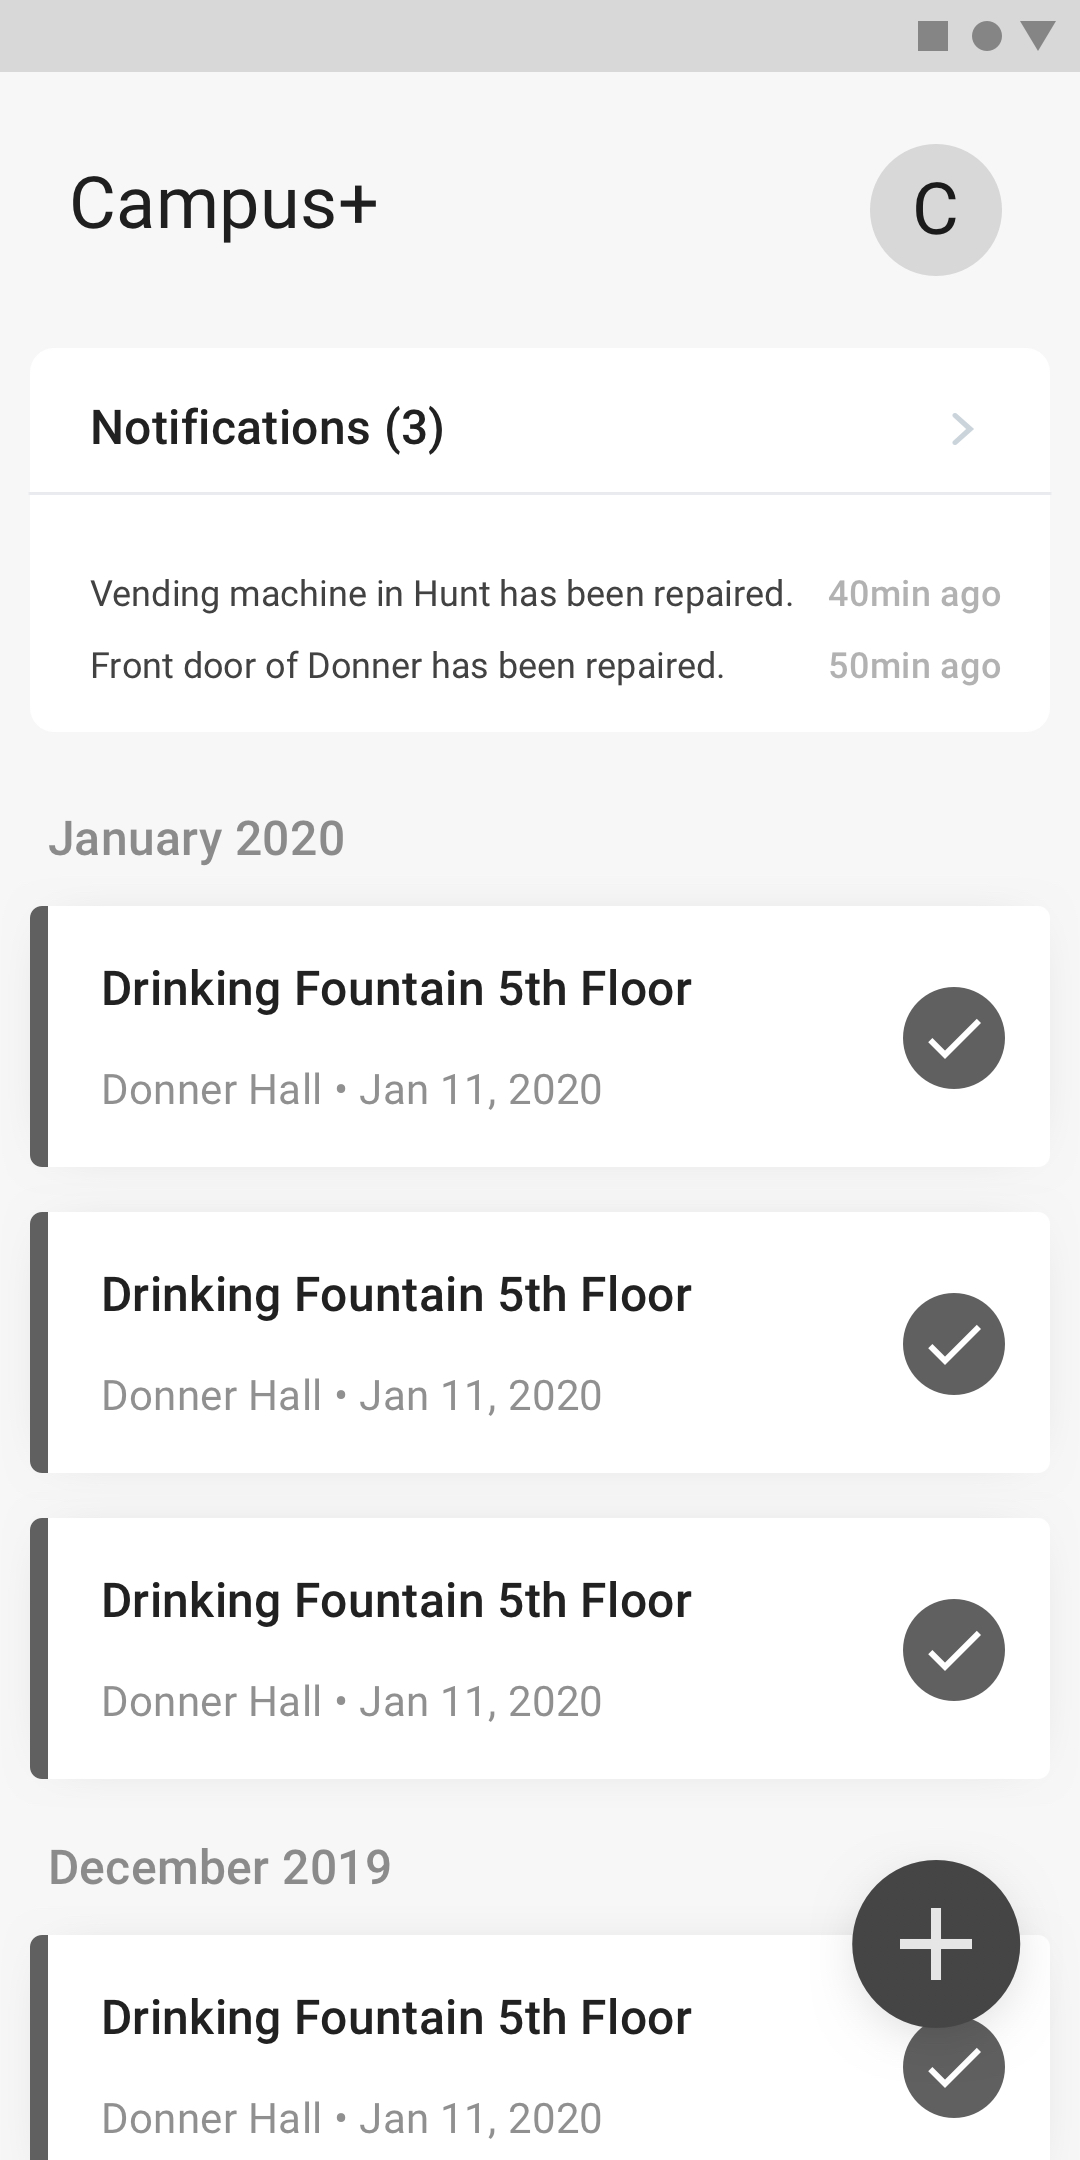 Campus+
C
Notifications (3)
Vending machine in Hunt has been repaired. 40min ago
Front door of Donner has been repaired. 50min ago
January 2020
Drinking Fountain 5th Floor
Donner Hall • Jan 11, 2020
Drinking Fountain 5th Floor
Donner Hall • Jan 11, 2020
Drinking Fountain 5th Floor
Donner Hall • Jan 11, 2020
December 2019
Drinking Fountain 5th Floor
Donner Hall • Jan 11, 2020